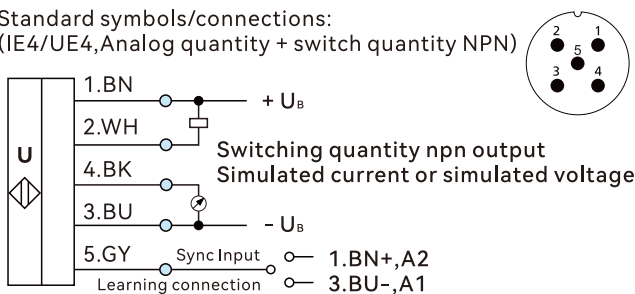 Standard symbols/connections:
(IE4/UE4,Analog quantity + switch quantity NPN)
2 1
5
3 4
1.BN
+ UB
2.WH
U
Switching quantity npn output
4.BK
Simulated current or simulated voltage
3.BU
- UB
5.GY
Sync Input
1.BN+,A2
Learning connection
3.BU-,A1